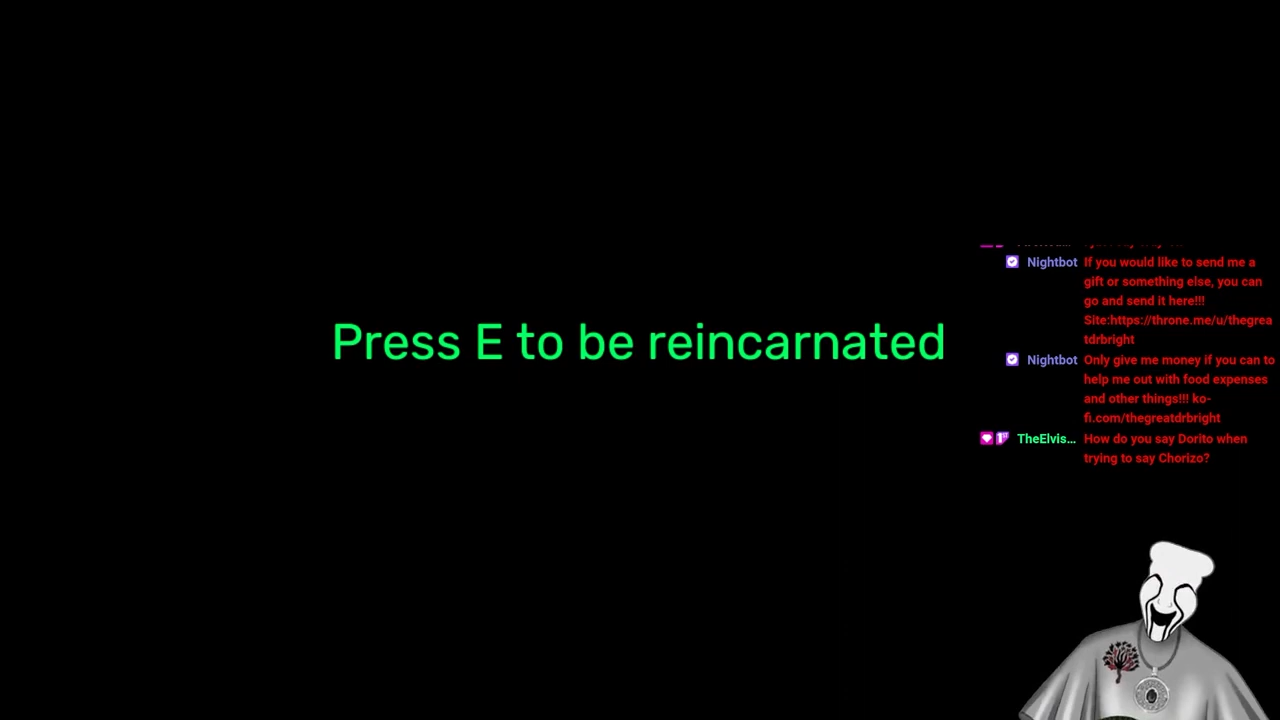 Press E to be reincarnated
Nightbot If you would like to send me a
gift or something else, you can
go and send it here!!!
Site:https://throne.me/u/thegrea
tdrbright
Nightbot Only give me money if you can to
help me out with food expenses
and other things!!! ko-
fi.com/thegreatdrbright
TheElvis… How do you say Dorito when
trying to say Chorizo?